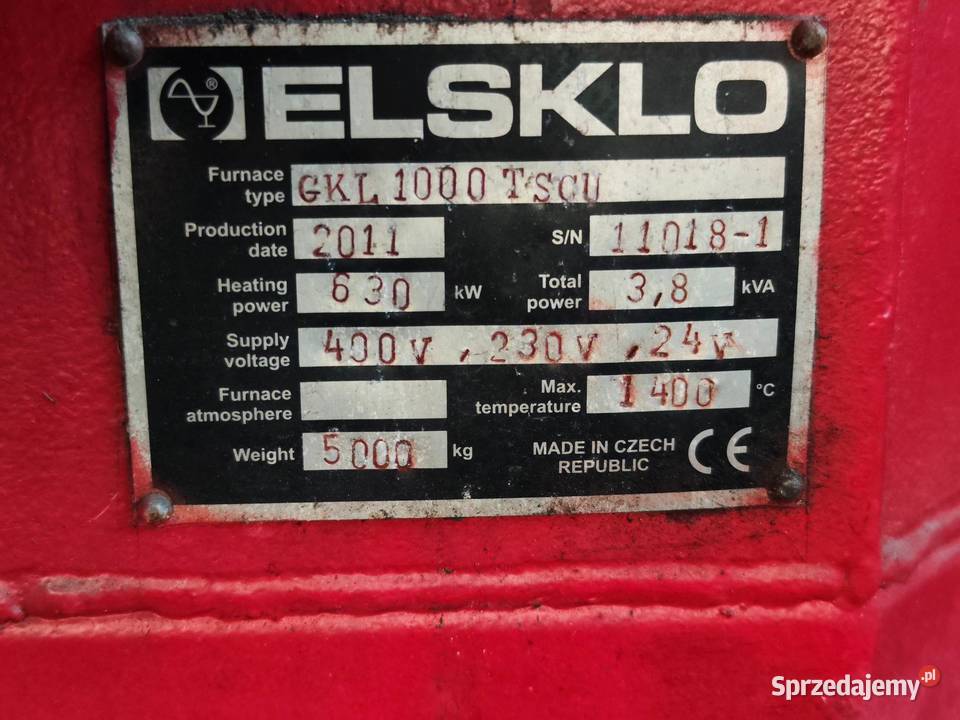 ® ELSKLO
Furnace type GKL 1000 TSCU
Production date 2011 S/N 11018-1
Heating power 630 kW Total power 3,8 kVA
Supply voltage 400V, 230V, 24V
Furnace atmosphere Max. temperature 1400 °C
Weight 5000 kg MADE IN CZECH REPUBLIC CE
Sprzedajemy.pl